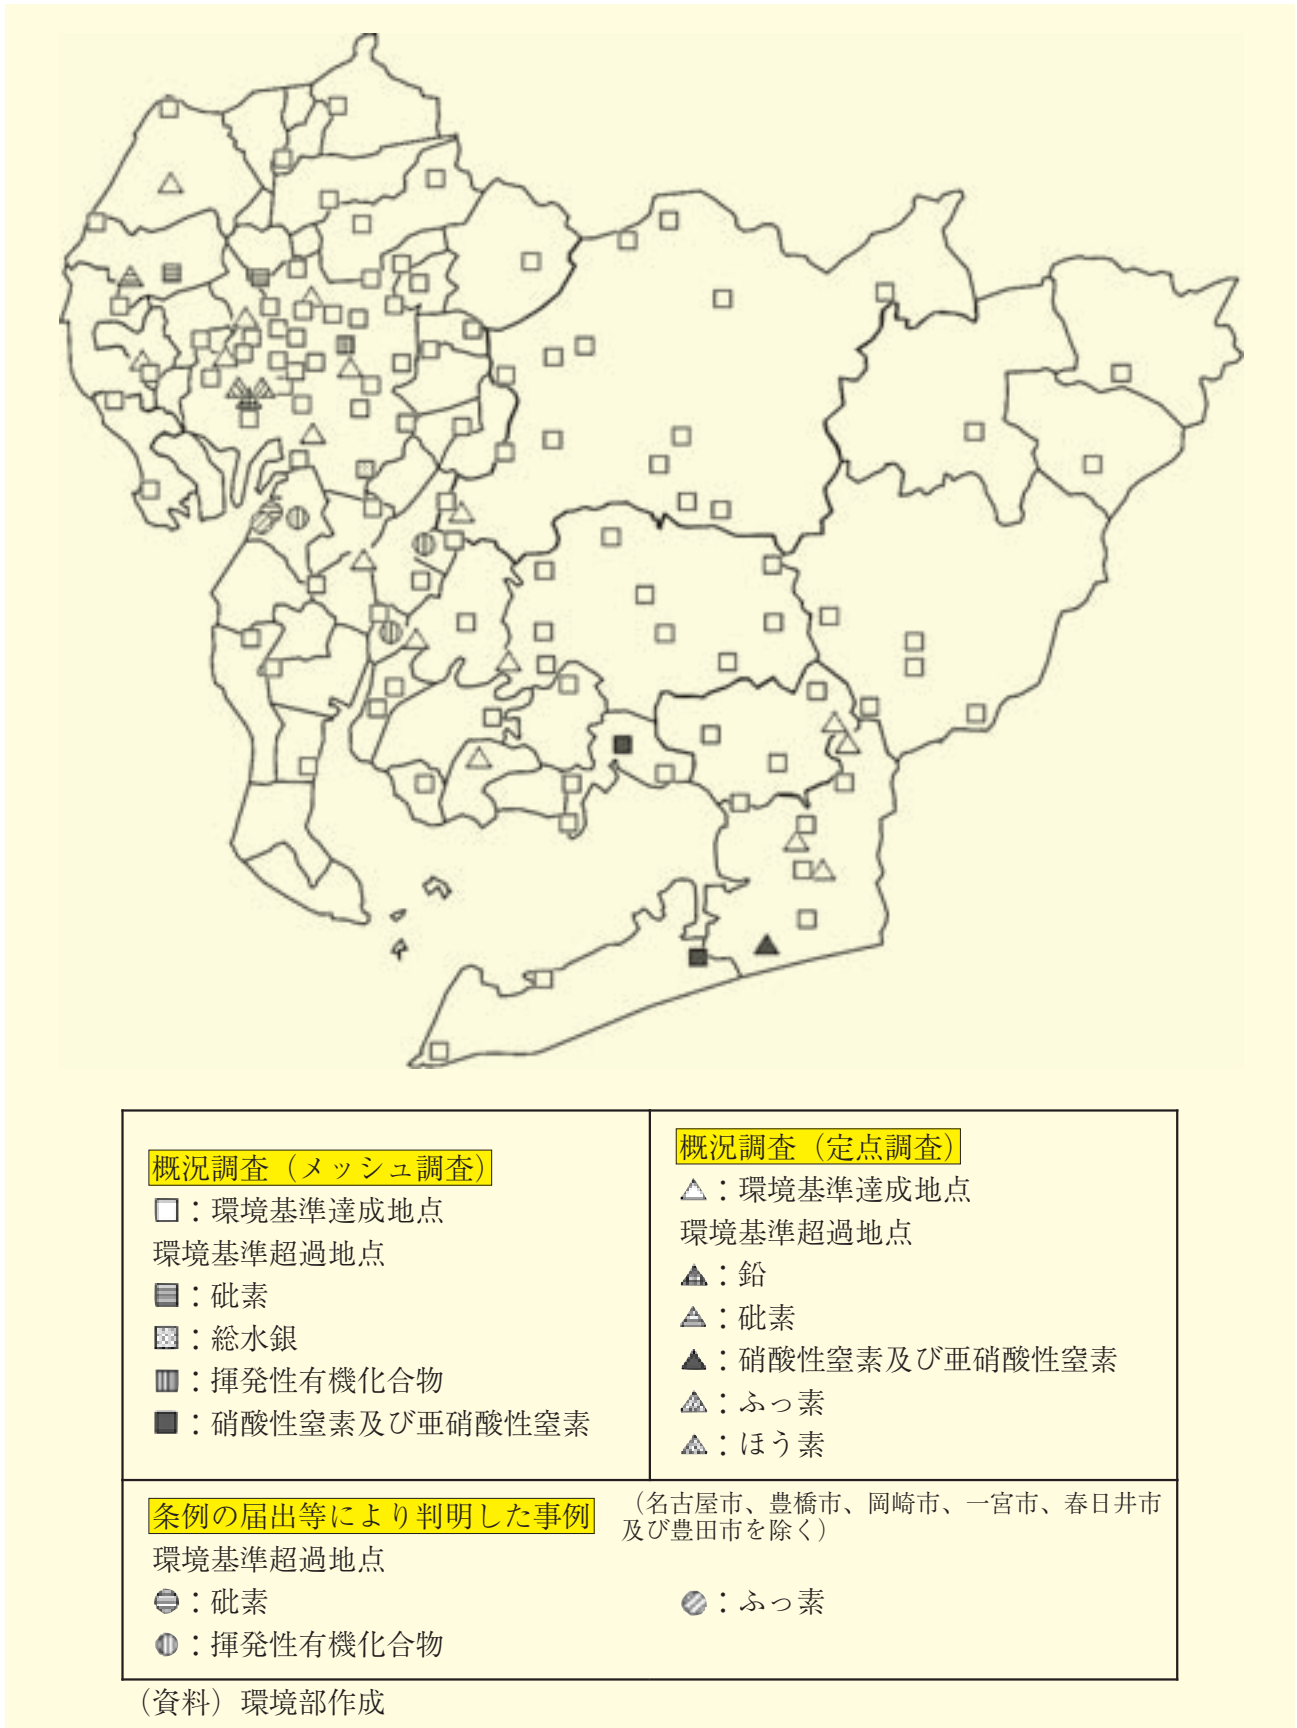 概況調査（メッシュ調査）
□：環境基準達成地点
環境基準超過地点
：砒素
：総水銀
：揮発性有機化合物
■：硝酸性窒素及び亜硝酸性窒素
概況調査（定点調査）
△：環境基準達成地点
環境基準超過地点
：鉛
：砒素
▲：硝酸性窒素及び亜硝酸性窒素
：ふっ素
：ほう素
条例の届出等により判明した事例
（名古屋市、豊橋市、岡崎市、一宮市、春日井市
及び豊田市を除く）
環境基準超過地点
：砒素
：ふっ素
：揮発性有機化合物
（資料）環境部作成